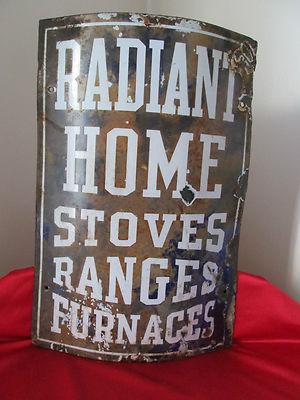 RADIANT
HOME
STOVES
RANGES
FURNACES